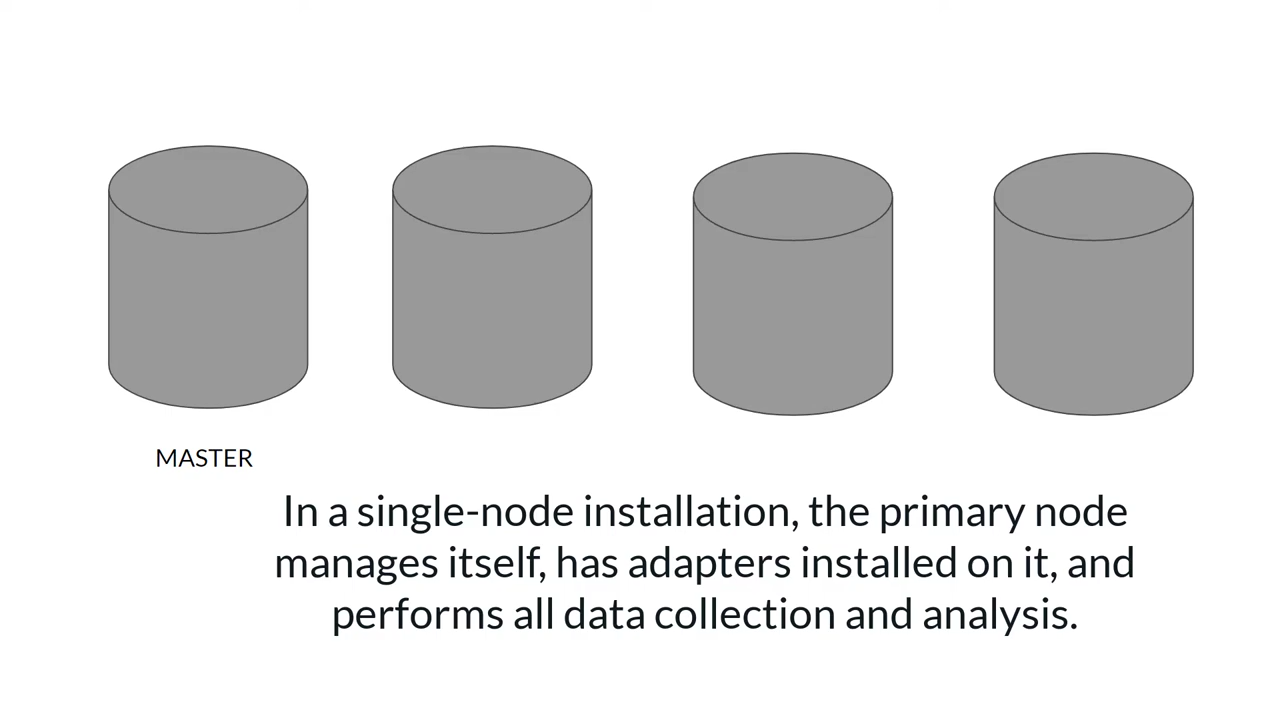 MASTER
In a single-node installation, the primary node
manages itself, has adapters installed on it, and
performs all data collection and analysis.